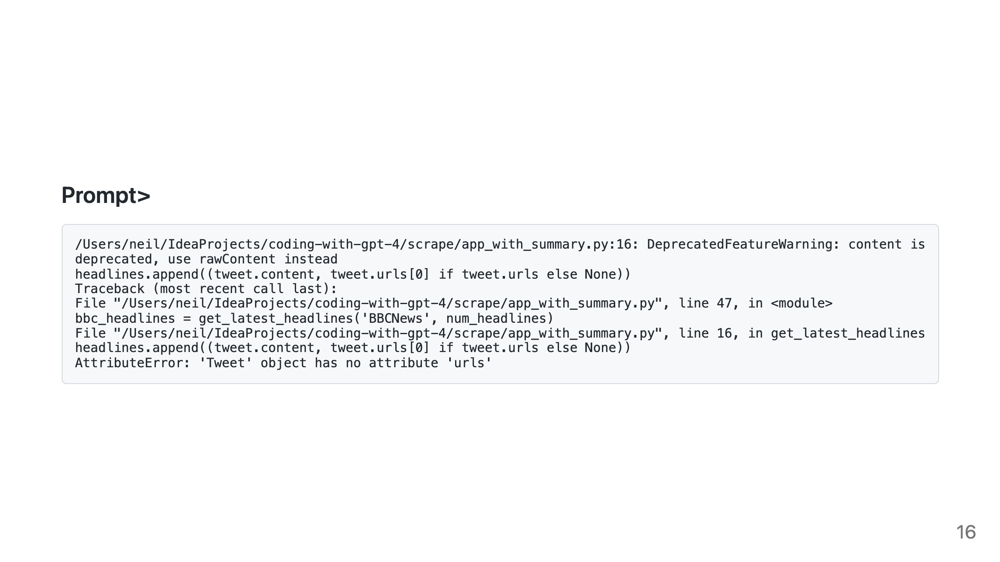 Prompt>
/Users/neil/IdeaProjects/coding-with-gpt-4/scrape/app_with_summary.py:16: DeprecatedFeatureWarning: content is
deprecated, use rawContent instead
headlines.append((tweet.content, tweet.urls[0] if tweet.urls else None))
Traceback (most recent call last):
File "/Users/neil/IdeaProjects/coding-with-gpt-4/scrape/app_with_summary.py", line 47, in <module>
bbc_headlines = get_latest_headlines('BBCNews', num_headlines)
File "/Users/neil/IdeaProjects/coding-with-gpt-4/scrape/app_with_summary.py", line 16, in get_latest_headlines
headlines.append((tweet.content, tweet.urls[0] if tweet.urls else None))
AttributeError: 'Tweet' object has no attribute 'urls'
16